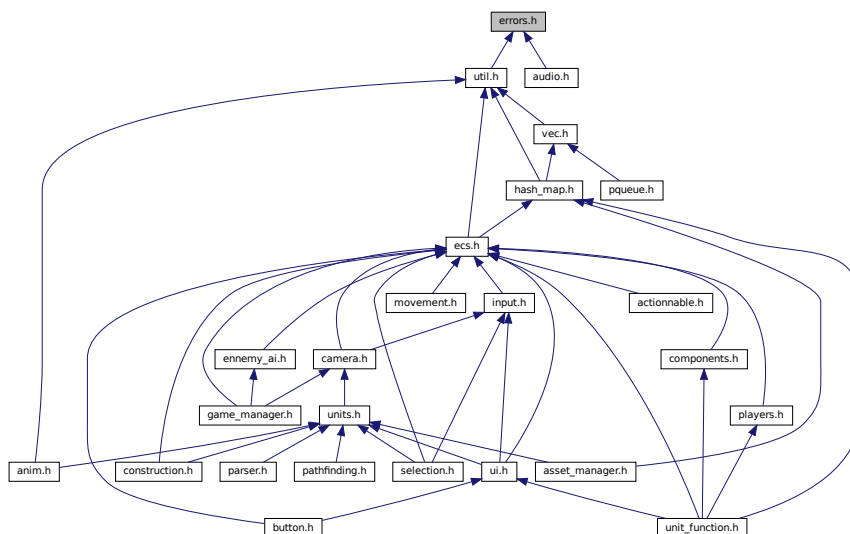 errors.h
util.h
audio.h
vec.h
hash_map.h
pqueue.h
ecs.h
movement.h
input.h
actionnable.h
ennemy_ai.h
camera.h
components.h
game_manager.h
units.h
players.h
anim.h
construction.h
parser.h
pathfinding.h
selection.h
ui.h
asset_manager.h
button.h
unit_function.h